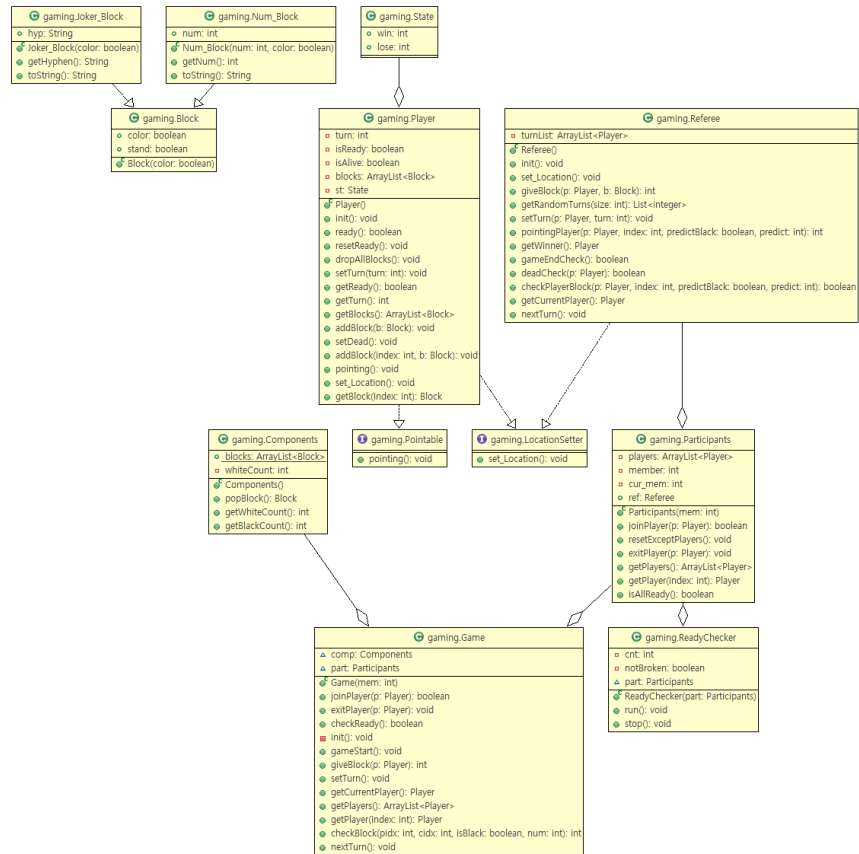 gaming.Joker_Block
hyp: String
Joker_Block(color: boolean)
getHyphen(): String
toString(): String
gaming.Num_Block
num: int
Num_Block(num: int, color: boolean)
getNum(): int
toString(): String
gaming.State
win: int
lose: int
gaming.Block
color: boolean
stand: boolean
Block(color: boolean)
gaming.Player
turn: int
isReady: boolean
isAlive: boolean
blocks: ArrayList<Block>
st: State
Player()
init(): void
ready(): boolean
resetReady(): void
dropAllBlocks(): void
setTurn(turn: int): void
getReady(): boolean
getTurn(): int
getBlocks(): ArrayList<Block>
addBlock(b: Block): void
setDead(): void
addBlock(index: int, b: Block): void
pointing(): void
set_Location(): void
getBlock(index: int): Block
gaming.Referee
turnList: ArrayList<Player>
Referee()
init(): void
set_Location(): void
giveBlock(p: Player, b: Block): int
getRandomTurns(size: int): List<Integer>
setTurn(p: Player, turn: int): void
pointingPlayer(p: Player, index: int, predictBlack: boolean, predict: int): int
getWinner(): Player
gameEndCheck(): boolean
deadCheck(p: Player): boolean
checkPlayerBlock(p: Player, index: int, predictBlack: boolean, predict: int): boolean
getCurrentPlayer(): Player
nextTurn(): void
gaming.Components
blocks: ArrayList<Block>
whiteCount: int
Components()
popBlock(): Block
getWhiteCount(): int
getBlackCount(): int
gaming.Pointable
pointing(): void
gaming.LocationSetter
set_Location(): void
gaming.Participants
players: ArrayList<Player>
member: int
cur_mem: int
ref: Referee
Participants(mem: int)
joinPlayer(p: Player): boolean
resetExceptPlayers(): void
exitPlayer(p: Player): void
getPlayers(): ArrayList<Player>
getPlayer(index: int): Player
isAllReady(): boolean
gaming.Game
comp: Components
part: Participants
Game(mem: int)
joinPlayer(p: Player): boolean
exitPlayer(p: Player): void
checkReady(): boolean
init(): void
gameStart(): void
giveBlock(p: Player): int
setTurn(): void
getCurrentPlayer(): Player
getPlayers(): ArrayList<Player>
getPlayer(index: int): Player
checkBlock(pidx: int, cidx: int, isBlack: boolean, num: int): int
nextTurn(): void
gaming.ReadyChecker
cnt: int
notBroken: boolean
part: Participants
ReadyChecker(part: Participants)
run(): void
stop(): void